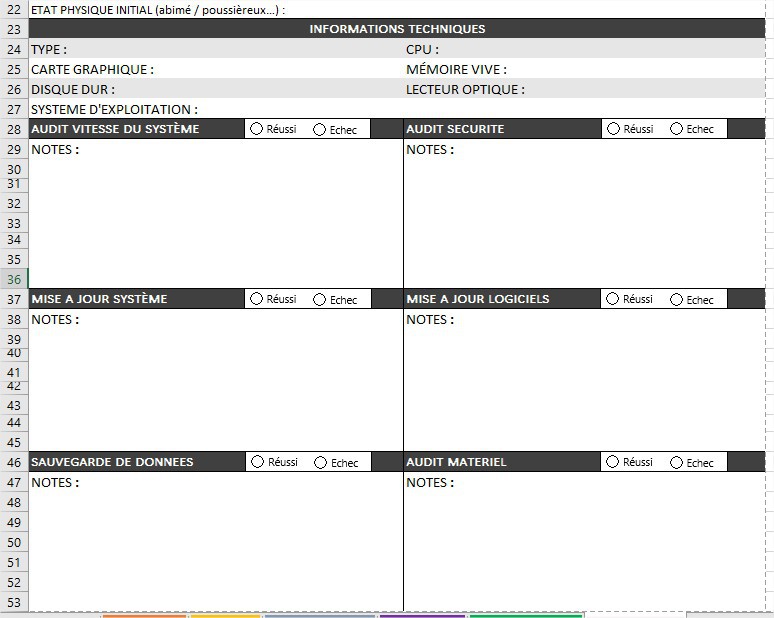 22 ETAT PHYSIQUE INITIAL (abimé / poussièreux...) :
23 INFORMATIONS TECHNIQUES
24 TYPE : CPU :
25 CARTE GRAPHIQUE : MÉMOIRE VIVE :
26 DISQUE DUR : LECTEUR OPTIQUE :
27 SYSTEME D'EXPLOITATION :
28 AUDIT VITESSE DU SYSTÈME Réussi Echec AUDIT SECURITE Réussi Echec
29 NOTES : NOTES :
30
31
32
33
34
35
36
37 MISE A JOUR SYSTÈME Réussi Echec MISE A JOUR LOGICIELS Réussi Echec
38 NOTES : NOTES :
39
40
41
42
43
44
45
46 SAUVEGARDE DE DONNEES Réussi Echec AUDIT MATERIEL Réussi Echec
47 NOTES : NOTES :
48
49
50
51
52
53